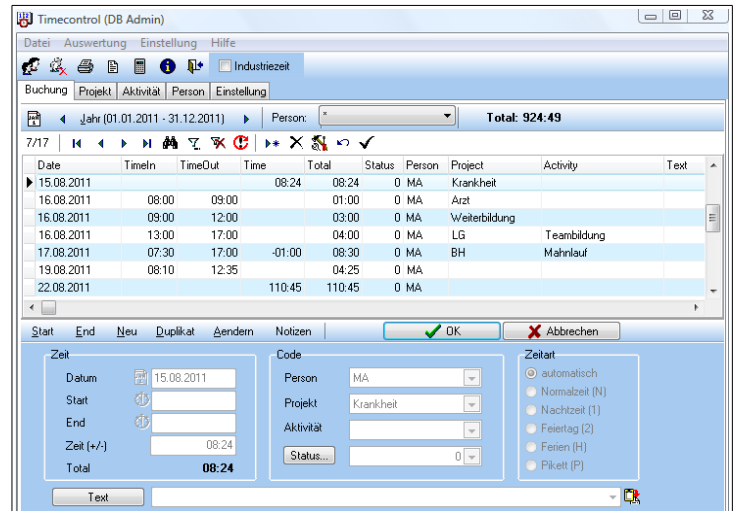 Timecontrol (DB Admin)
Datei Auswertung Einstellung Hilfe
Industriezeit
Buchung Projekt Aktivität Person Einstellung
Jahr (01.01.2011 - 31.12.2011) Person: * Total: 924:49
7/17
Date TimeIn TimeOut Time Total Status Person Project Activity Text
15.08.2011 08:24 08:24 0 MA Krankheit
16.08.2011 08:00 09:00 01:00 0 MA Arzt
16.08.2011 09:00 12:00 03:00 0 MA Weiterbildung
16.08.2011 13:00 17:00 04:00 0 MA LG Teambildung
17.08.2011 07:30 17:00 -01:00 08:30 0 MA BH Mahnlauf
19.08.2011 08:10 12:35 04:25 0 MA
22.08.2011 110:45 110:45 0 MA
Start End Neu Duplikat Aendern Notizen OK Abbrechen
Zeit Code Zeitart
Datum 15.08.2011 Person MA automatisch
Normalzeit (N)
Start Projekt Krankheit Nachtzeit (1)
End Aktivität Feiertag (2)
Zeit (+/-) 08:24 Status... 0 Ferien (H)
Total 08:24 Pikett (P)
Text